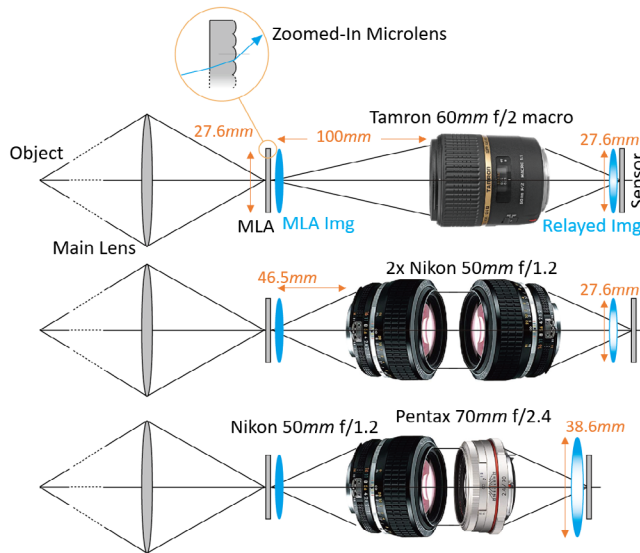 Zoomed-In Microlens
Tamron 60mm f/2 macro
27.6mm
100mm
27.6mm
Object
MLA
MLA Img
Relayed Img
Sensor
Main Lens
46.5mm
2x Nikon 50mm f/1.2
27.6mm
Nikon 50mm f/1.2
Pentax 70mm f/2.4
38.6mm